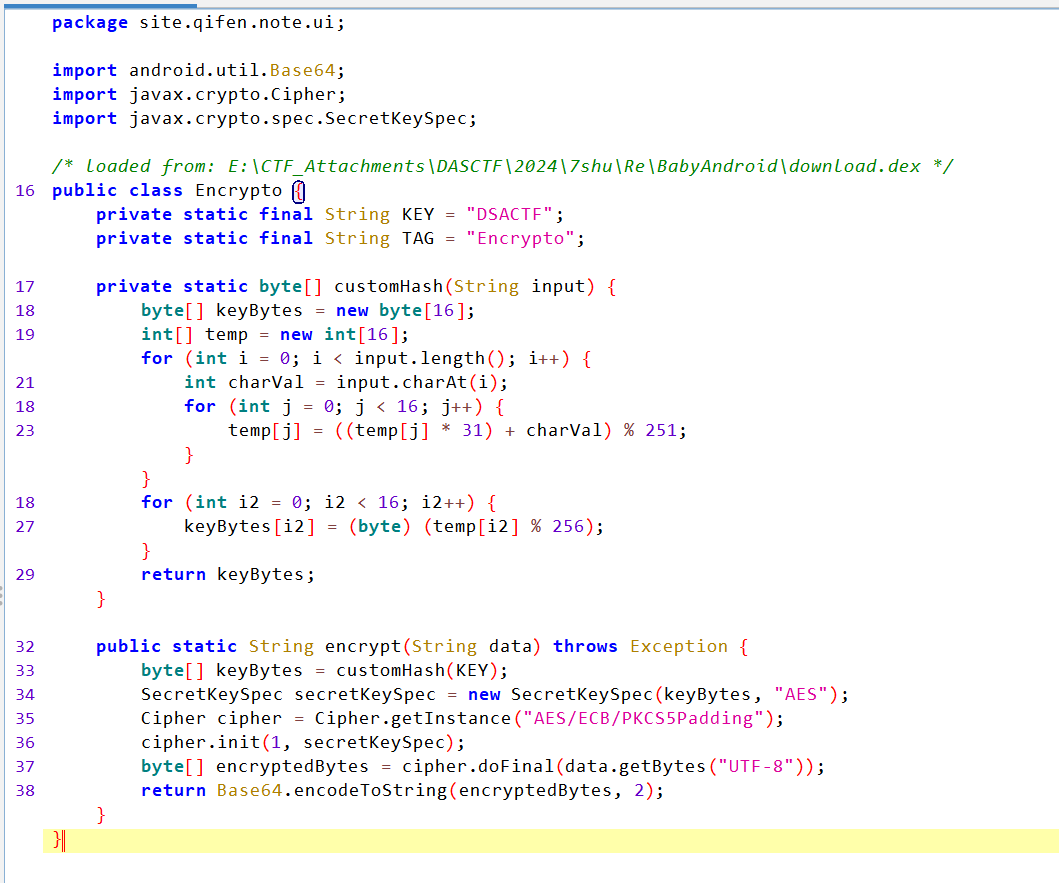 package site.qifen.note.ui;
import android.util.Base64;
import javax.crypto.Cipher;
import javax.crypto.spec.SecretKeySpec;
/* loaded from: E:\CTF_Attachments\DASCTF\2024\7shu\Re\BabyAndroid\download.dex */
16 public class Encrypto {
private static final String KEY = "DSACTF";
private static final String TAG = "Encrypto";
17 private static byte[] customHash(String input) {
18 byte[] keyBytes = new byte[16];
19 int[] temp = new int[16];
for (int i = 0; i < input.length(); i++) {
21 int charVal = input.charAt(i);
18 for (int j = 0; j < 16; j++) {
23 temp[j] = ((temp[j] * 31) + charVal) % 251;
}
}
18 for (int i2 = 0; i2 < 16; i2++) {
27 keyBytes[i2] = (byte) (temp[i2] % 256);
}
29 return keyBytes;
}
32 public static String encrypt(String data) throws Exception {
33 byte[] keyBytes = customHash(KEY);
34 SecretKeySpec secretKeySpec = new SecretKeySpec(keyBytes, "AES");
35 Cipher cipher = Cipher.getInstance("AES/ECB/PKCS5Padding");
36 cipher.init(1, secretKeySpec);
37 byte[] encryptedBytes = cipher.doFinal(data.getBytes("UTF-8"));
38 return Base64.encodeToString(encryptedBytes, 2);
}
}